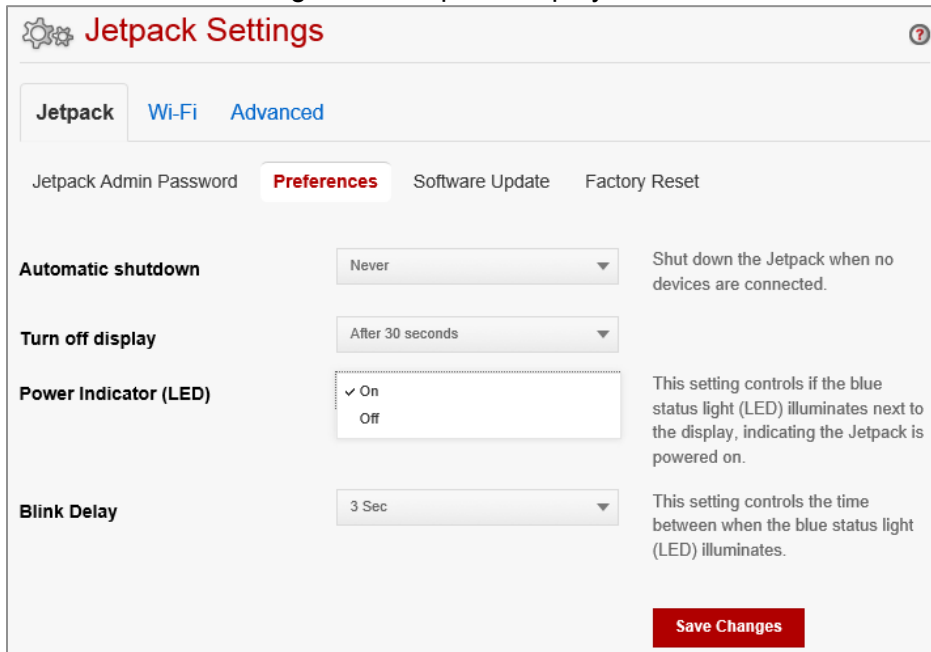 Jetpack Settings
?
Jetpack Wi-Fi Advanced
Jetpack Admin Password Preferences Software Update Factory Reset
Automatic shutdown
Never
Shut down the Jetpack when no
devices are connected.
Turn off display
After 30 seconds
Power Indicator (LED)
✓ On
Off
This setting controls if the blue
status light (LED) illuminates next to
the display, indicating the Jetpack is
powered on.
Blink Delay
3 Sec
This setting controls the time
between when the blue status light
(LED) illuminates.
Save Changes